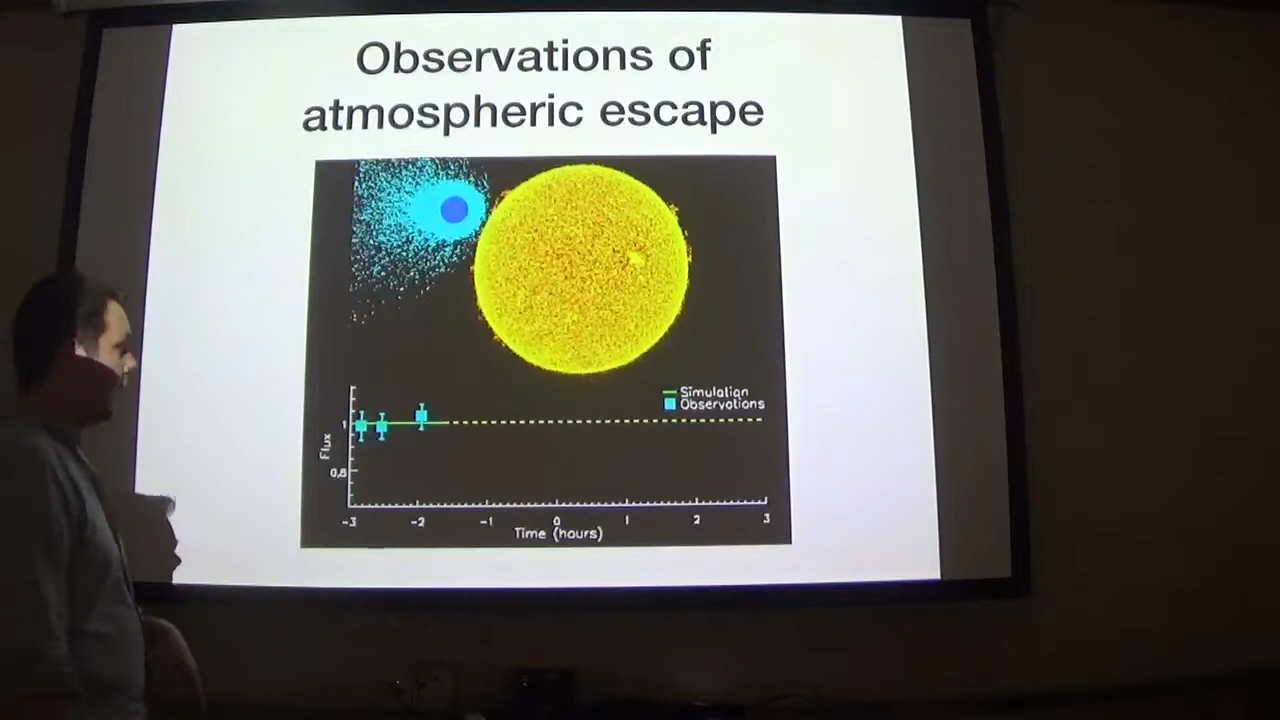 Observations of
atmospheric escape
Simulation
Observations
Flux
1
0,8
-3 -2 -1 0 1 2 3
Time (hours)